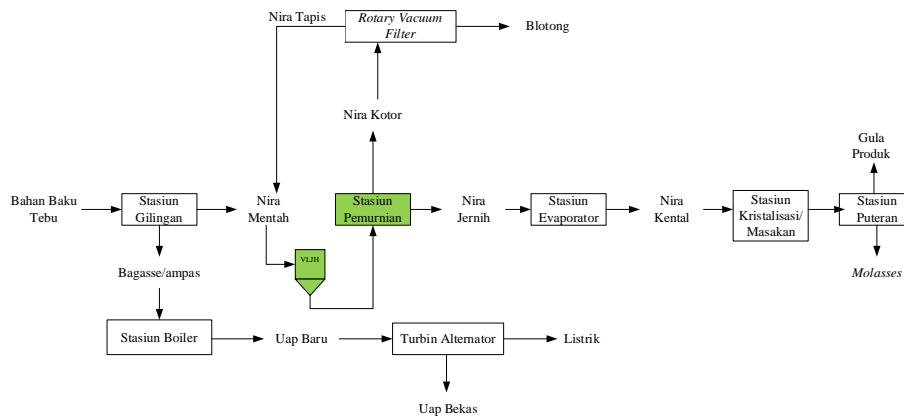 Nira Tapis
Rotary Vacuum
Filter
Blotong
Nira Kotor
Gula
Produk
Bahan Baku
Tebu
Stasiun
Gilingan
Nira
Mentah
Stasiun
Pemurnian
Nira
Jernih
Stasiun
Evaporator
Nira
Kental
Stasiun
Kristalisasi/
Masakan
Stasiun
Puteran
VLJH
Bagasse/ampas
Molasses
Stasiun Boiler
Uap Baru
Turbin Alternator
Listrik
Uap Bekas